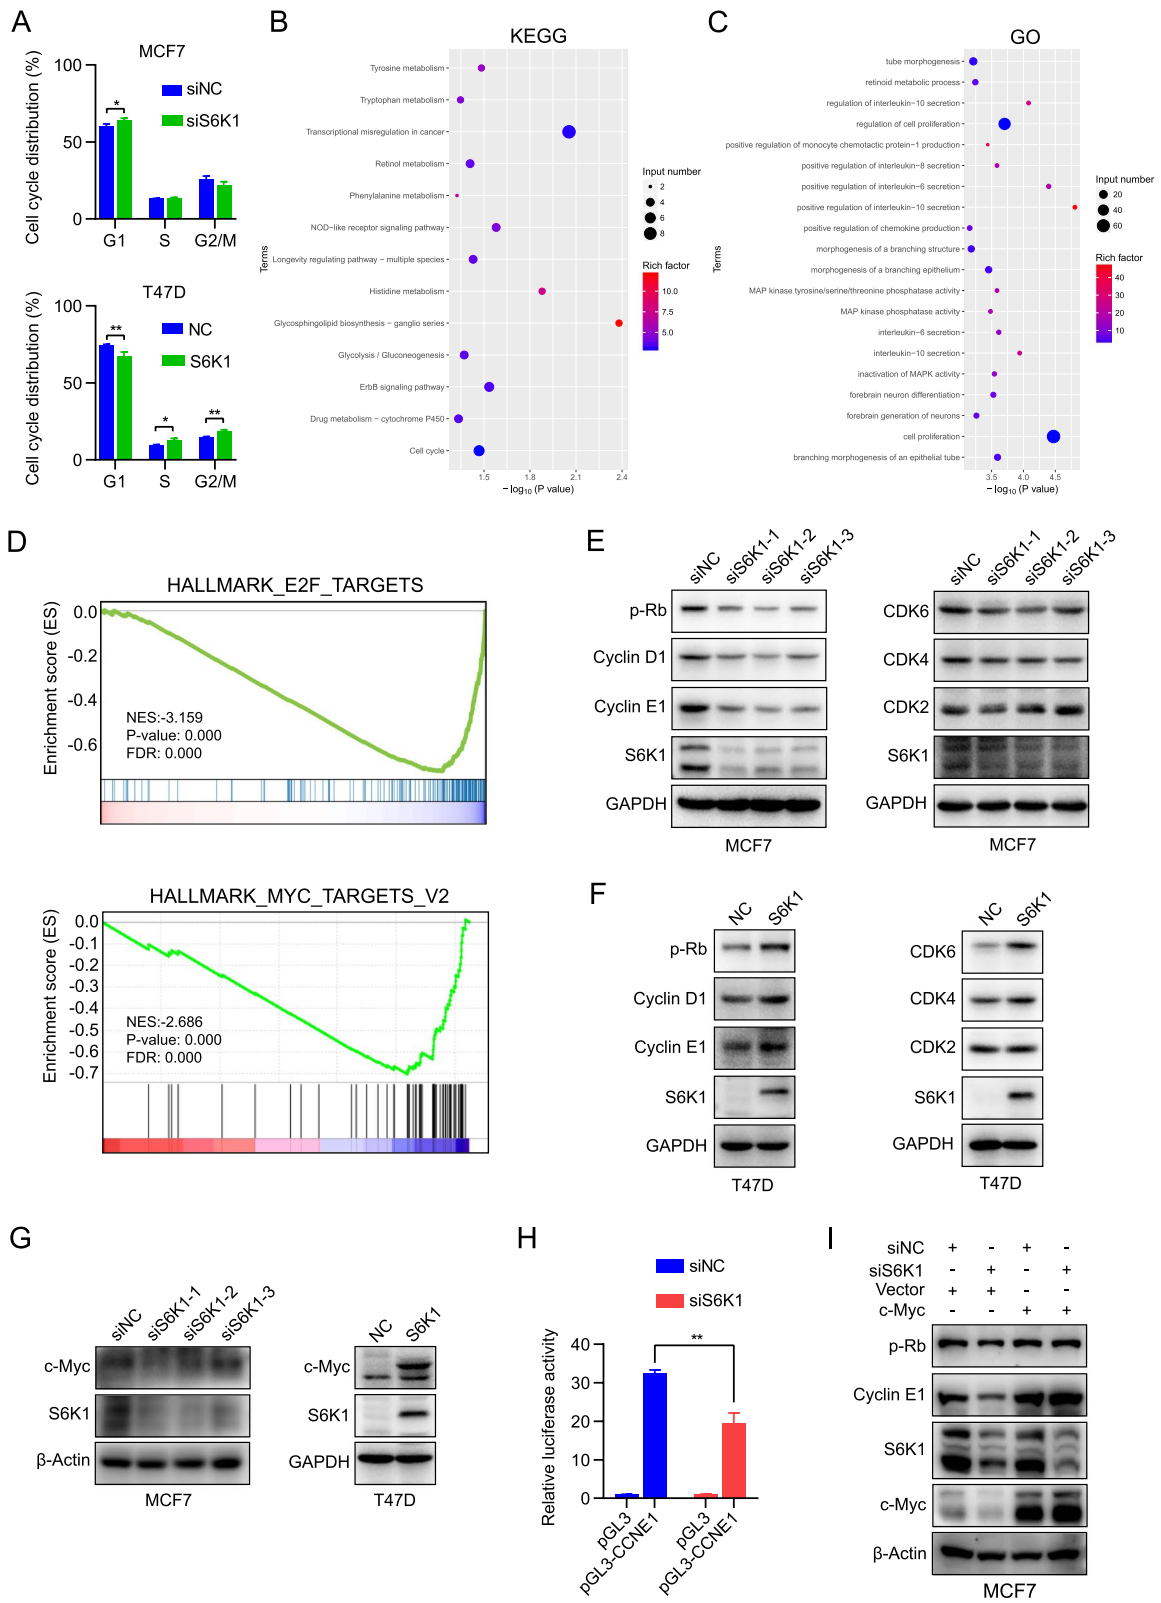 A
MCF7
Cell cycle distribution (%)
100
50
0
*
siNC
siS6K1
G1 S G2/M
T47D
Cell cycle distribution (%)
100
50
0
**
*
**
NC
S6K1
G1 S G2/M
B
KEGG
Terms
Tyrosine metabolism
Tryptophan metabolism
Transcriptional misregulation in cancer
Retinol metabolism
Phenylanine metabolism
NOD−like receptor signaling pathway
Longevity regulating pathway − multiple species
Histidine metabolism
Glycosphingolipid biosynthesis − ganglio series
Glycolysis / Gluconeogenesis
ErbB signaling pathway
Drug metabolism − cytochrome P450
Cell cycle
1.5 1.8 2.1 2.4
−log10 (P value)
Input number
2
4
6
8
Rich factor
10.0
7.5
5.0
C
GO
Terms
tube morphogenesis
retinoid metabolic process
regulation of interleukin−10 secretion
regulation of cell proliferation
positive regulation of monocyte chemotactic protein−1 production
positive regulation of interleukin−8 secretion
positive regulation of interleukin−6 secretion
positive regulation of interleukin−10 secretion
positive regulation of chemokine production
morphogenesis of a branching structure
morphogenesis of a branching epithelium
MAP kinase tyrosine/serine/threonine phosphatase activity
MAP kinase phosphatase activity
interleukin−6 secretion
interleukin−10 secretion
inactivation of MAPK activity
forebrain neuron differentiation
forebrain generation of neurons
cell proliferation
branching morphogenesis of an epithelial tube
3.5 4.0 4.5
−log10 (P value)
Input number
20
40
60
Rich factor
40
30
20
10
D
HALLMARK_E2F_TARGETS
Enrichment score (ES)
0.0
-0.2
-0.4
-0.6
NES:-3.159
P-value: 0.000
FDR: 0.000
HALLMARK_MYC_TARGETS_V2
Enrichment score (ES)
0.0
-0.1
-0.2
-0.3
-0.4
-0.5
-0.6
-0.7
NES:-2.686
P-value: 0.000
FDR: 0.000
E
siNC siS6K1-1 siS6K1-2 siS6K1-3
p-Rb
Cyclin D1
Cyclin E1
S6K1
GAPDH
MCF7
siNC siS6K1-1 siS6K1-2 siS6K1-3
CDK6
CDK4
CDK2
S6K1
GAPDH
MCF7
F
NC S6K1
p-Rb
Cyclin D1
Cyclin E1
S6K1
GAPDH
T47D
NC S6K1
CDK6
CDK4
CDK2
S6K1
GAPDH
T47D
G
siNC siS6K1-1 siS6K1-2 siS6K1-3
c-Myc
S6K1
β-Actin
MCF7
NC S6K1
c-Myc
S6K1
GAPDH
T47D
H
siNC
siS6K1
Relative luciferase activity
40
30
20
10
0
**
pGL3 pGL3-CCNE1 pGL3 pGL3-CCNE1
I
siNC + - + -
siS6K1 - + - +
Vector + + - -
c-Myc - - + +
p-Rb
Cyclin E1
S6K1
c-Myc
β-Actin
MCF7